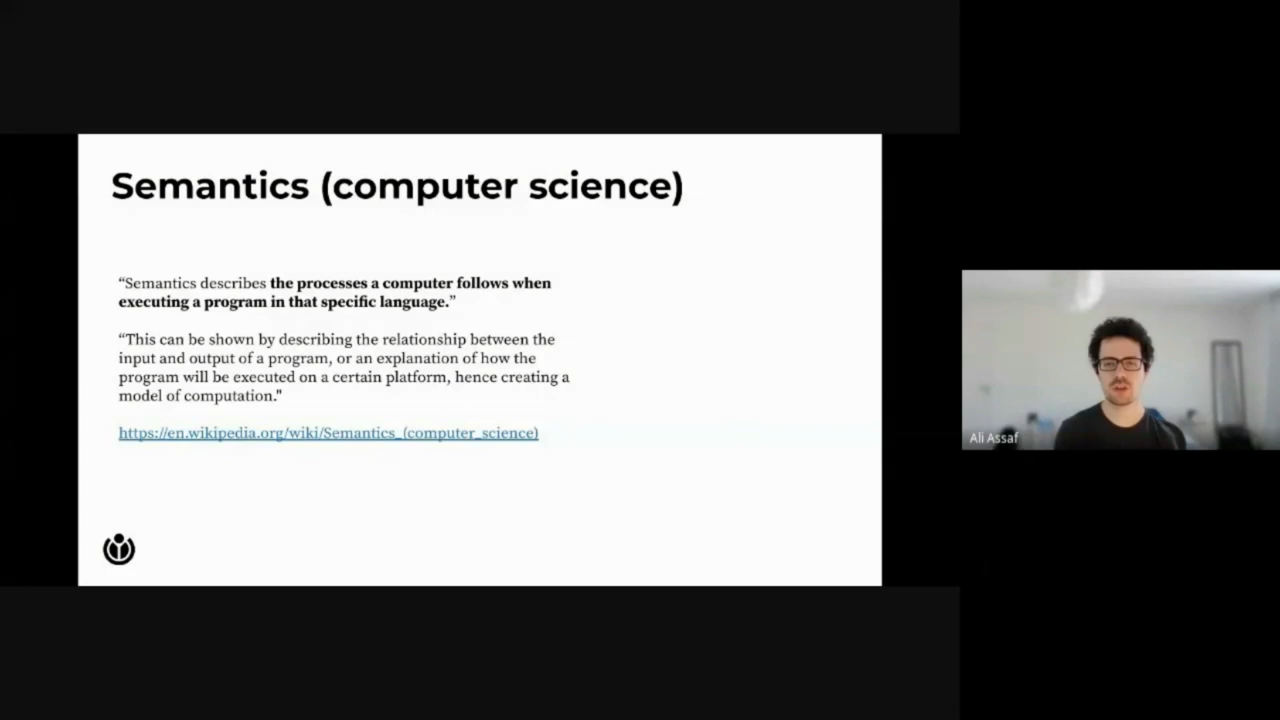 Semantics (computer science)
“Semantics describes the processes a computer follows when
executing a program in that specific language.”
“This can be shown by describing the relationship between the
input and output of a program, or an explanation of how the
program will be executed on a certain platform, hence creating a
model of computation."
https://en.wikipedia.org/wiki/Semantics_(computer_science)
Ali Assaf